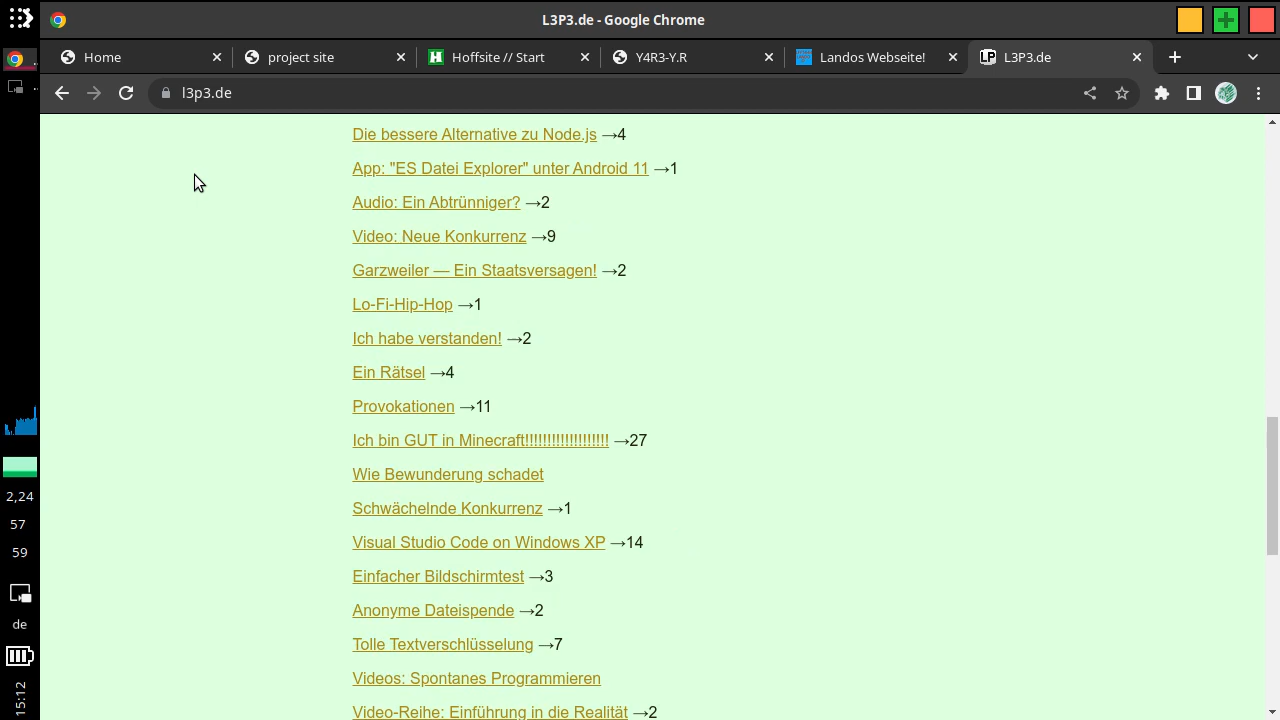 L3P3.de - Google Chrome
Home
project site
Hoffsite // Start
Y4R3-Y.R
Landos Webseite!
L3P3.de
l3p3.de
Die bessere Alternative zu Node.js →4
App: "ES Datei Explorer" unter Android 11 →1
Audio: Ein Abtrünniger? →2
Video: Neue Konkurrenz →9
Garzweiler — Ein Staatsversagen! →2
Lo-Fi-Hip-Hop →1
Ich habe verstanden! →2
Ein Rätsel →4
Provokationen →11
Ich bin GUT in Minecraft!!!!!!!!!!!!!!!!!!! →27
Wie Bewunderung schadet
Schwächelnde Konkurrenz →1
Visual Studio Code on Windows XP →14
Einfacher Bildschirmtest →3
Anonyme Dateispende →2
Tolle Textverschlüsselung →7
Videos: Spontanes Programmieren
Video-Reihe: Einführung in die Realität →2
2,24
57
59
de
15:12